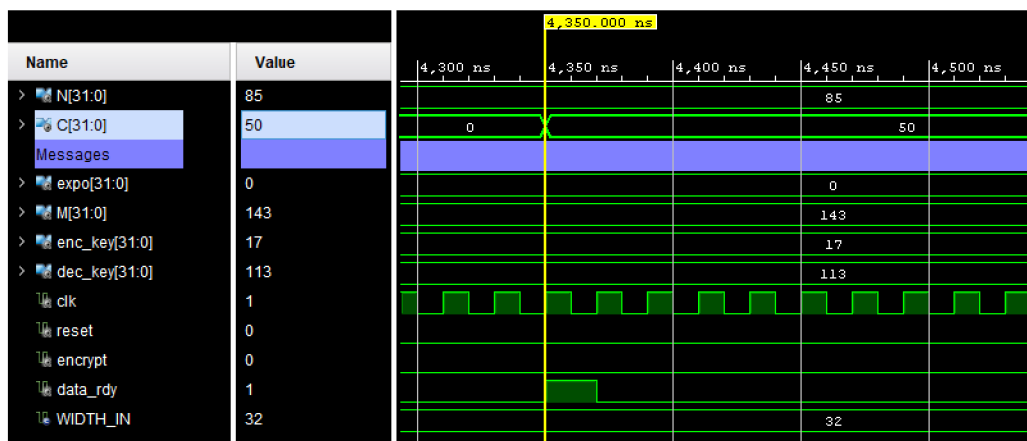 4,350.000 ns
Name Value 4,300 ns 4,350 ns 4,400 ns 4,450 ns 4,500 ns
N[31:0] 85 85
C[31:0] 50 0 50
Messages
expo[31:0] 0 0
M[31:0] 143 143
enc_key[31:0] 17 17
dec_key[31:0] 113 113
clk 1
reset 0
encrypt 0
data_rdy 1
WIDTH_IN 32 32